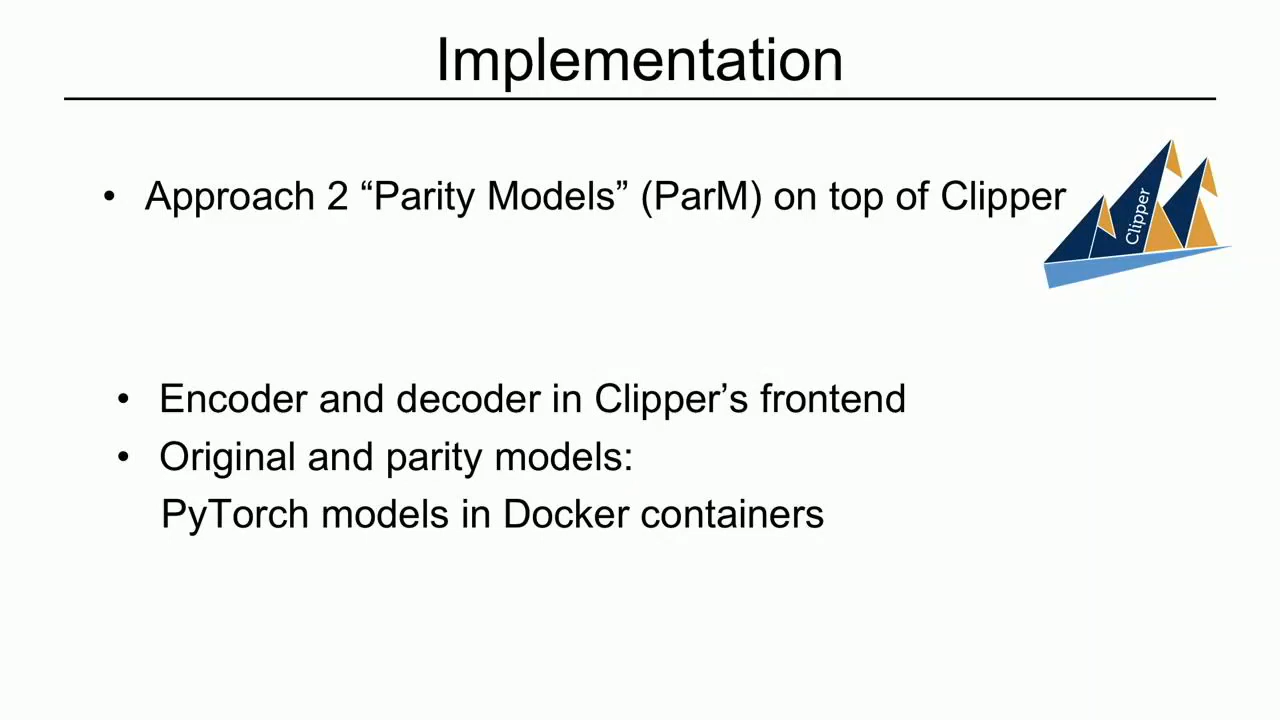 Implementation
• Approach 2 “Parity Models” (ParM) on top of Clipper
Clipper
• Encoder and decoder in Clipper’s frontend
• Original and parity models:
PyTorch models in Docker containers